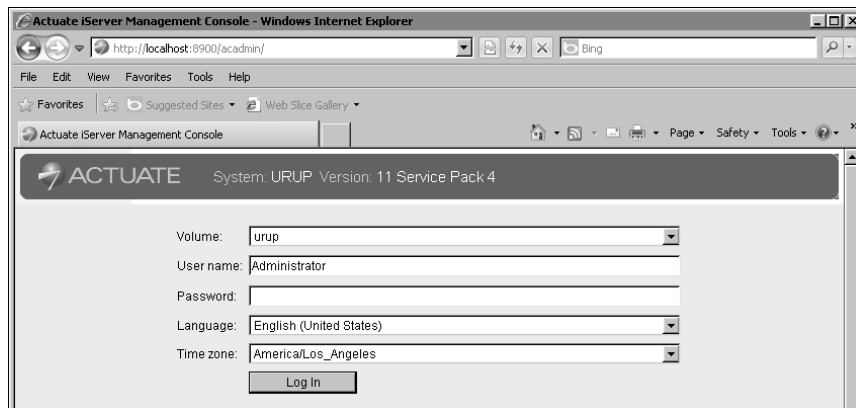 Actuate iServer Management Console - Windows Internet Explorer
http://localhost:8900/acadmin/
Bing
File Edit View Favorites Tools Help
Favorites Suggested Sites Web Slice Gallery
Actuate iServer Management Console Page Safety Tools »
ACTUATE System: URUP Version: 11 Service Pack 4
Volume: urup
User name: Administrator
Password:
Language: English (United States)
Time zone: America/Los_Angeles
Log In